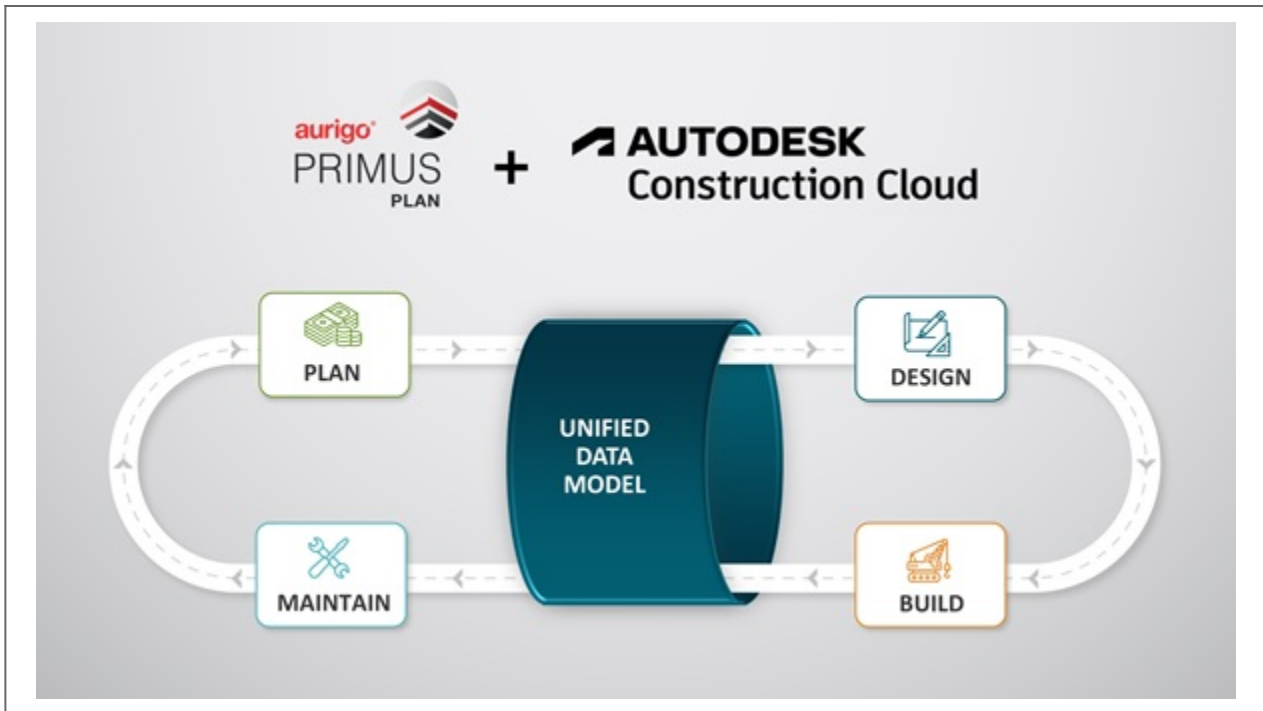 aurigo®
PRIMUS
PLAN
+
AUTODESK
Construction Cloud
PLAN
UNIFIED
DATA
MODEL
DESIGN
MAINTAIN
BUILD